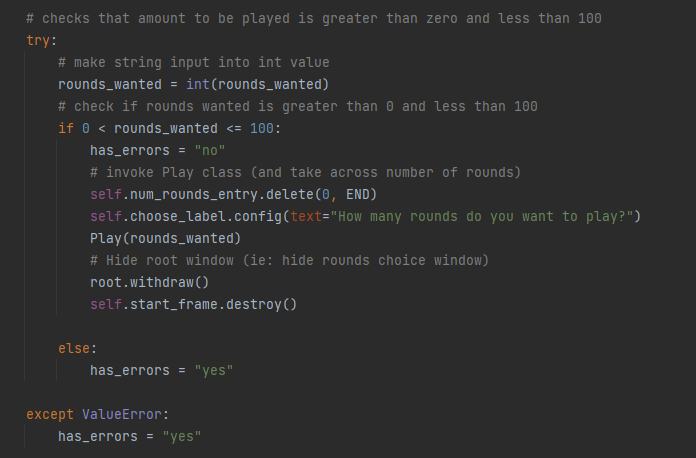 # checks that amount to be played is greater than zero and less than 100
try:
    # make string input into int value
    rounds_wanted = int(rounds_wanted)
    # check if rounds wanted is greater than 0 and less than 100
    if 0 < rounds_wanted <= 100:
        has_errors = "no"
        # invoke Play class (and take across number of rounds)
        self.num_rounds_entry.delete(0, END)
        self.choose_label.config(text="How many rounds do you want to play?")
        Play(rounds_wanted)
        # Hide root window (ie: hide rounds choice window)
        root.withdraw()
        self.start_frame.destroy()

    else:
        has_errors = "yes"

except ValueError:
    has_errors = "yes"